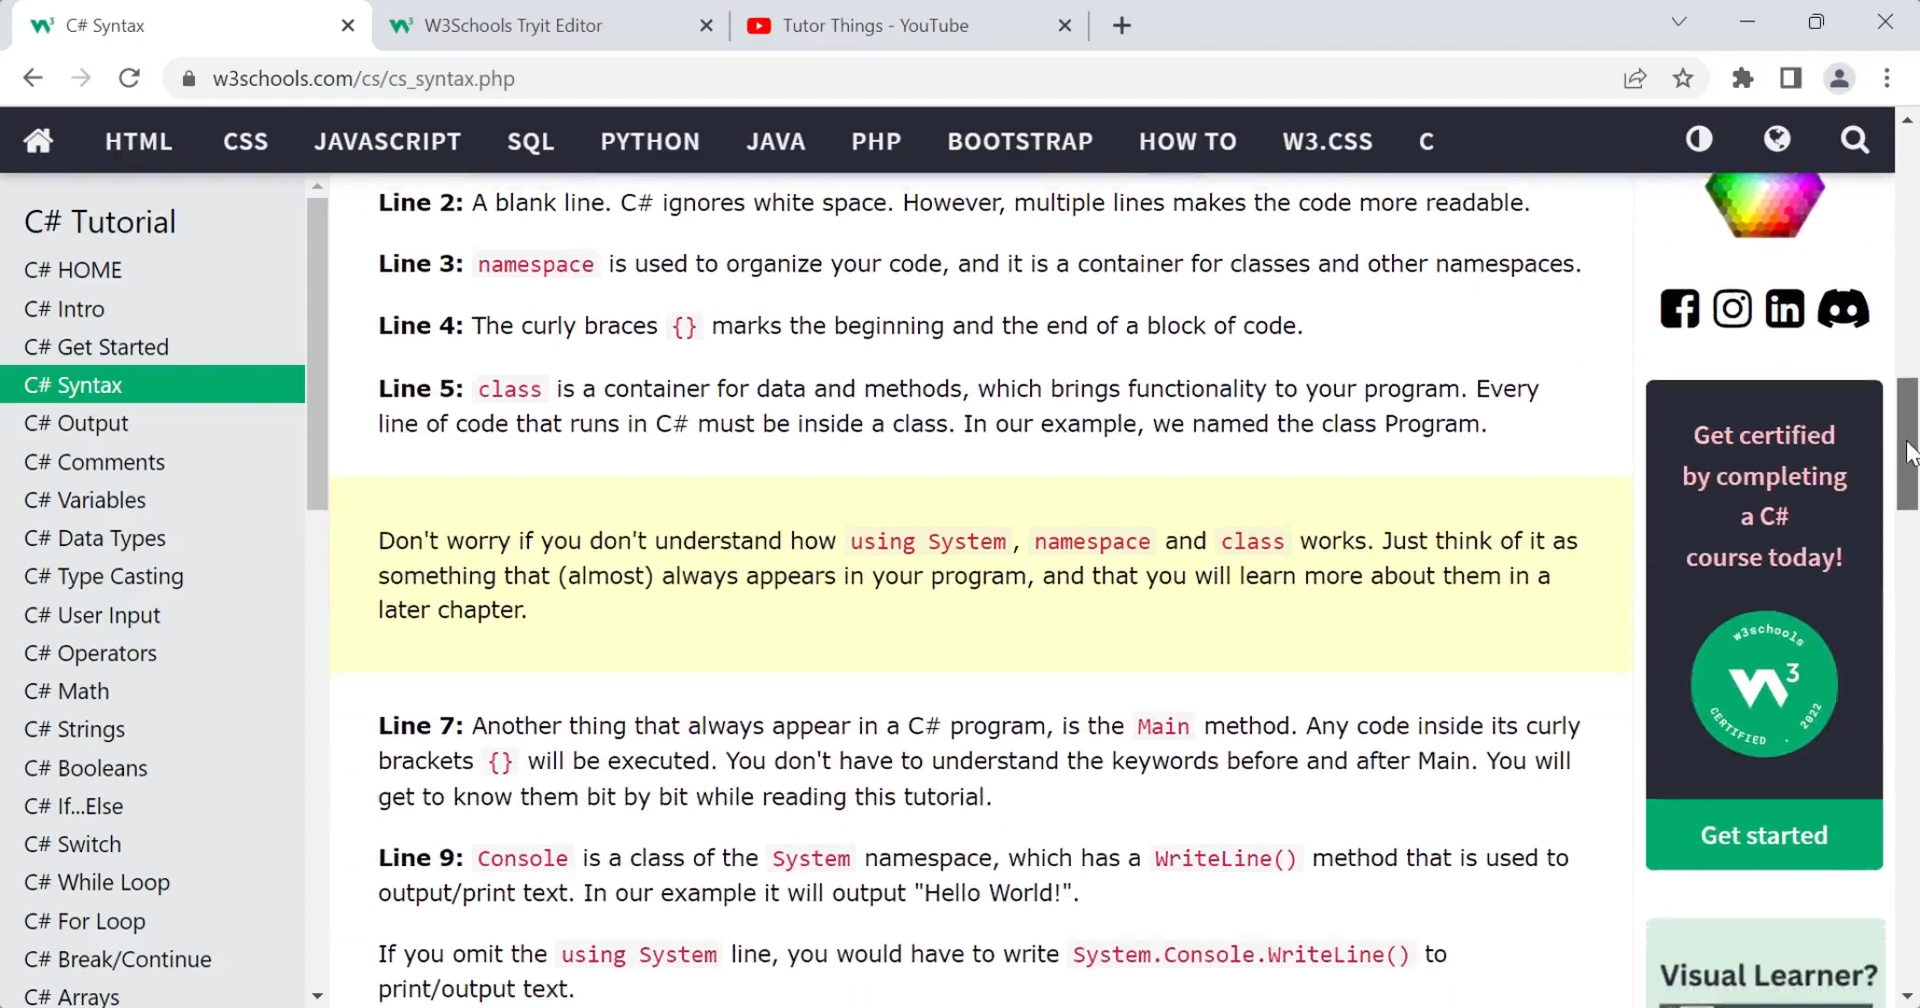 C# Syntax
W3Schools Tryit Editor
Tutor Things - YouTube
w3schools.com/cs/cs_syntax.php
HTML CSS JAVASCRIPT SQL PYTHON JAVA PHP BOOTSTRAP HOW TO W3.CSS C
C# Tutorial
C# HOME
C# Intro
C# Get Started
C# Syntax
C# Output
C# Comments
C# Variables
C# Data Types
C# Type Casting
C# User Input
C# Operators
C# Math
C# Strings
C# Booleans
C# If...Else
C# Switch
C# While Loop
C# For Loop
C# Break/Continue
C# Arrays
Line 2: A blank line. C# ignores white space. However, multiple lines makes the code more readable.
Line 3: namespace is used to organize your code, and it is a container for classes and other namespaces.
Line 4: The curly braces {} marks the beginning and the end of a block of code.
Line 5: class is a container for data and methods, which brings functionality to your program. Every
line of code that runs in C# must be inside a class. In our example, we named the class Program.
Don't worry if you don't understand how using System, namespace and class works. Just think of it as
something that (almost) always appears in your program, and that you will learn more about them in a
later chapter.
Line 7: Another thing that always appear in a C# program, is the Main method. Any code inside its curly
brackets {} will be executed. You don't have to understand the keywords before and after Main. You will
get to know them bit by bit while reading this tutorial.
Line 9: Console is a class of the System namespace, which has a WriteLine() method that is used to
output/print text. In our example it will output "Hello World!".
If you omit the using System line, you would have to write System.Console.WriteLine() to
print/output text.
in
Get certified
by completing
a C#
course today!
w3schools
W3
CERTIFIED . 2022
Get started
Visual Learner?